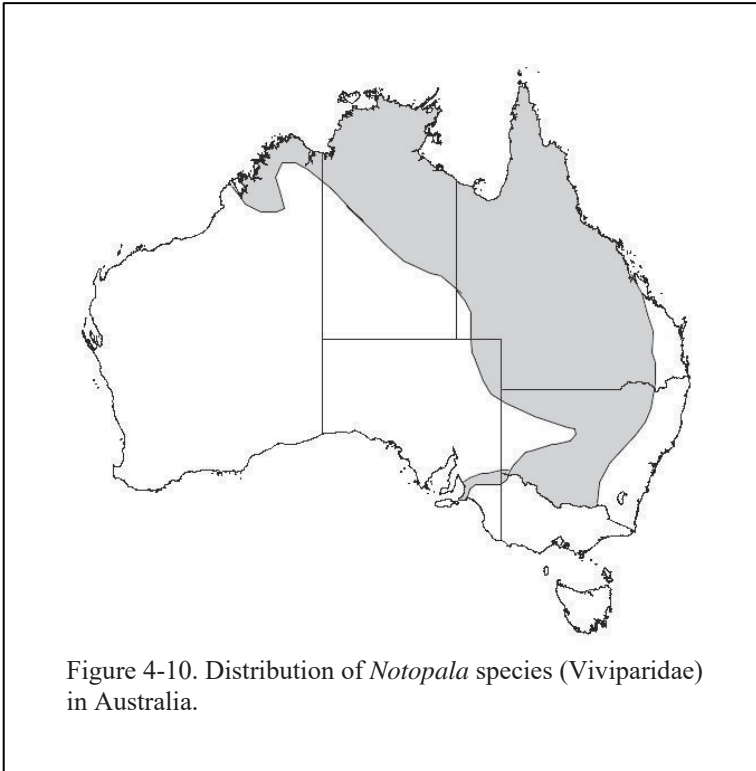 Figure 4-10. Distribution of Notopala species (Viviparidae)
in Australia.